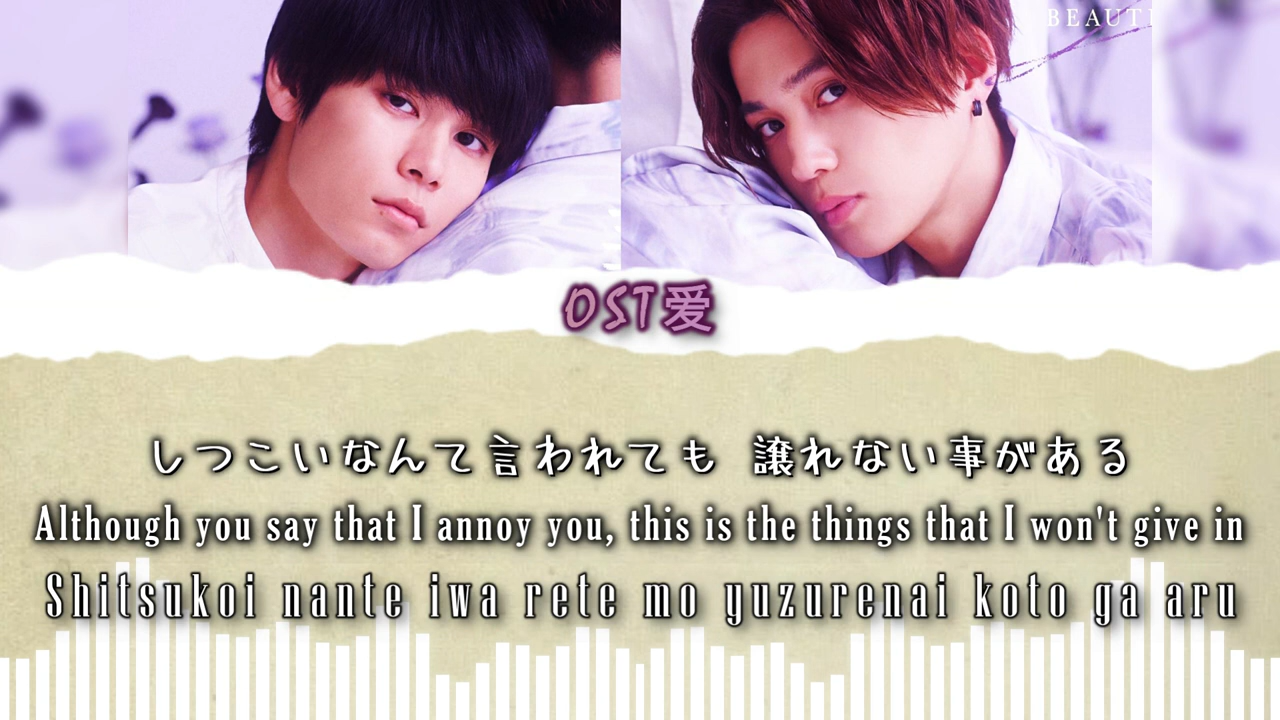 BEAUTI
OST爱
しつこいなんて言われても 譲れない事がある
Although you say that I annoy you, this is the things that I won't give in
Shitsukoi nante iwa rete mo yuzurenai koto ga aru